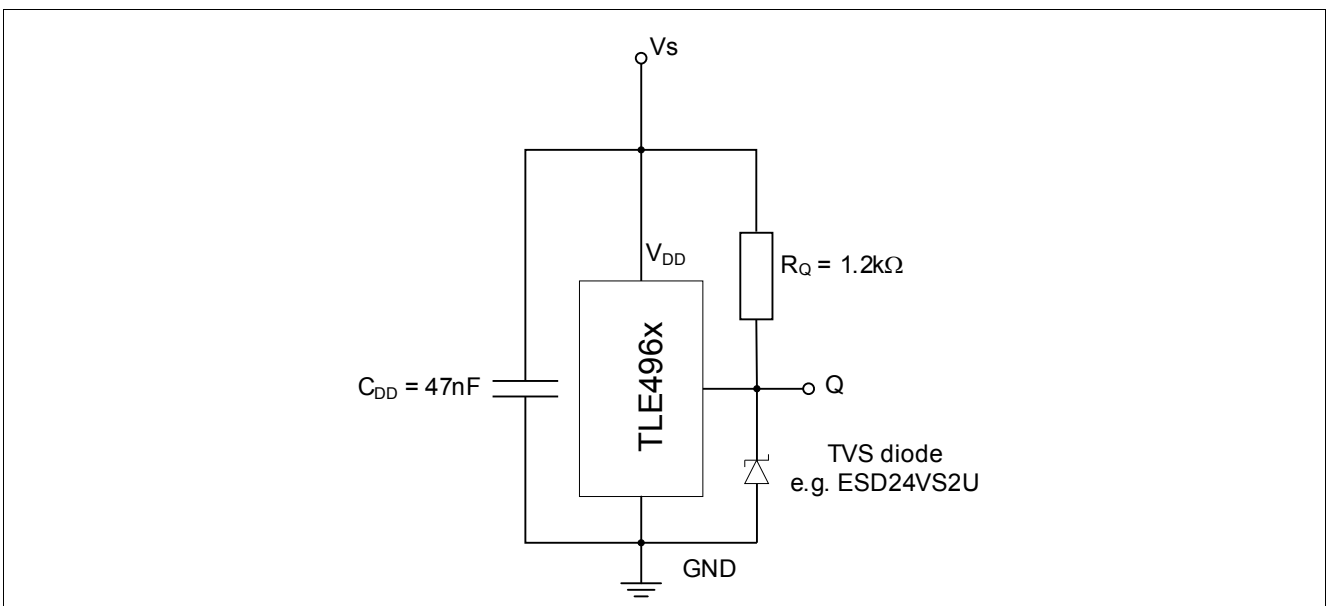 Vs
VDD
RQ = 1.2kΩ
TLE496x
CDD = 47nF
Q
TVS diode
e.g. ESD24VS2U
GND